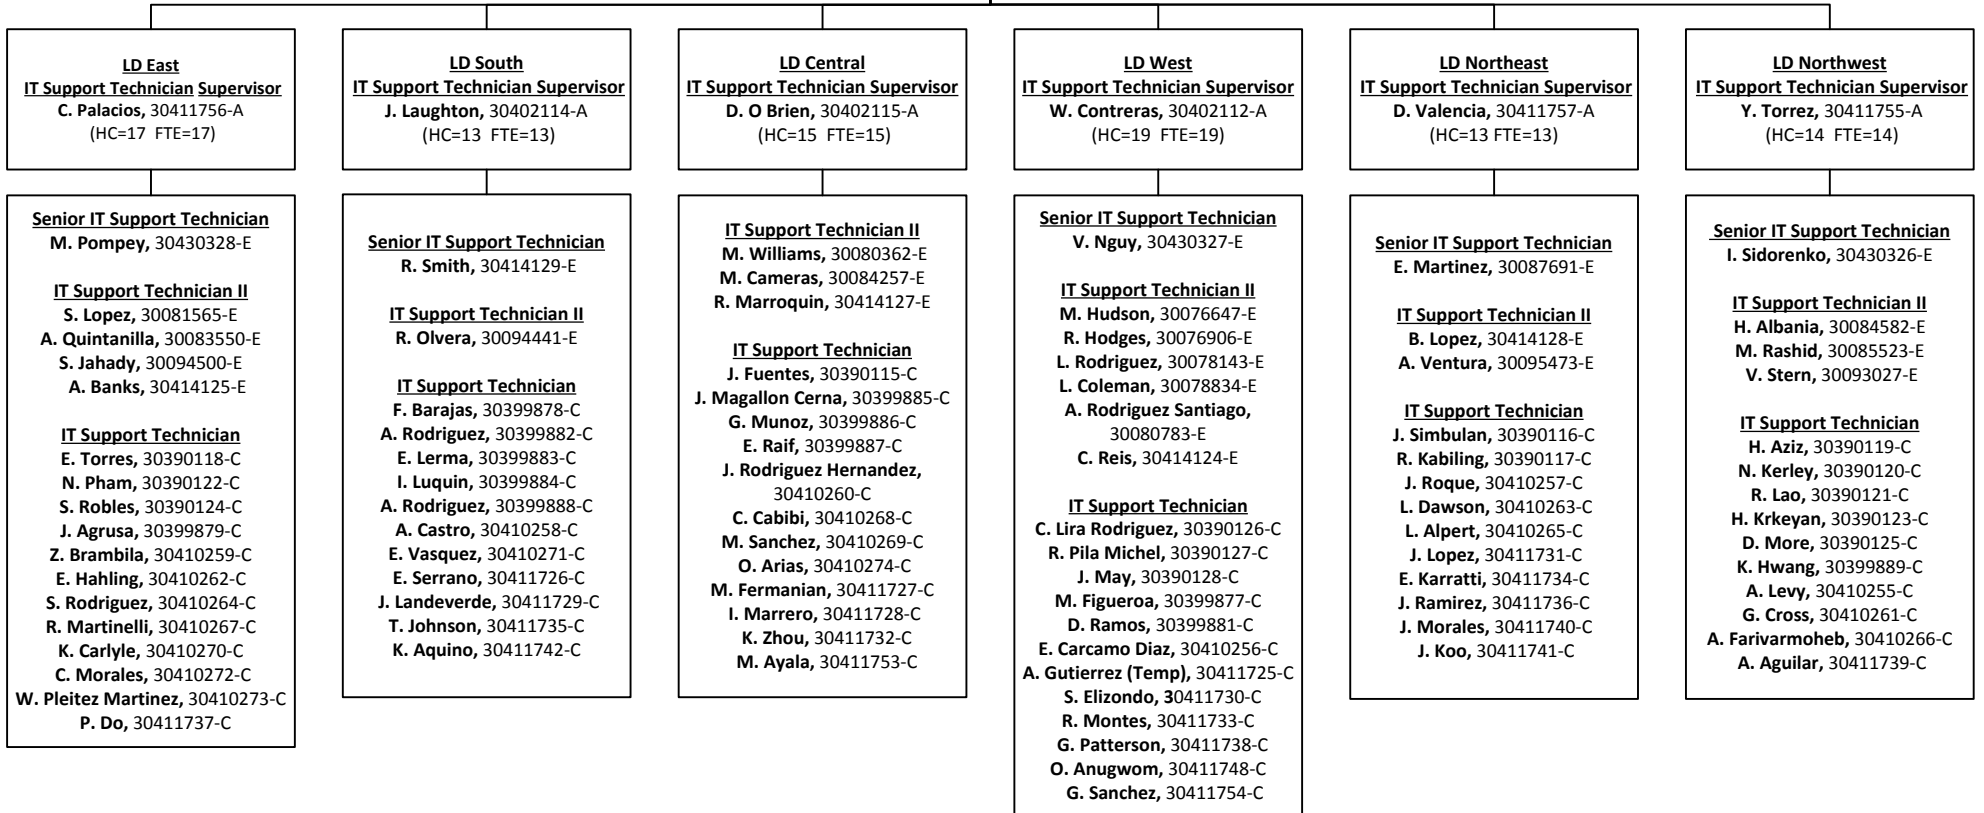 LD East
IT Support Technician Supervisor
C. Palacios, 30411756-A
(HC=17 FTE=17)
Senior IT Support Technician
M. Pompey, 30430328-E
IT Support Technician II
S. Lopez, 30081565-E
A. Quintanilla, 30083550-E
S. Jahady, 30094500-E
A. Banks, 30414125-E
IT Support Technician
E. Torres, 30390118-C
N. Pham, 30390122-C
S. Robles, 30390124-C
J. Agrusa, 30399879-C
Z. Brambila, 30410259-C
E. Hahling, 30410262-C
S. Rodriguez, 30410264-C
R. Martinelli, 30410267-C
K. Carlyle, 30410270-C
C. Morales, 30410272-C
W. Pleitez Martinez, 30410273-C
P. Do, 30411737-C
LD South
IT Support Technician Supervisor
J. Laughton, 30402114-A
(HC=13 FTE=13)
Senior IT Support Technician
R. Smith, 30414129-E
IT Support Technician II
R. Olvera, 30094441-E
IT Support Technician
F. Barajas, 30399878-C
A. Rodriguez, 30399882-C
E. Lerma, 30399883-C
I. Luquin, 30399884-C
A. Rodriguez, 30399888-C
A. Castro, 30410258-C
E. Vasquez, 30410271-C
E. Serrano, 30411726-C
J. Landeverde, 30411729-C
T. Johnson, 30411735-C
K. Aquino, 30411742-C
LD Central
IT Support Technician Supervisor
D. O Brien, 30402115-A
(HC=15 FTE=15)
IT Support Technician II
M. Williams, 30080362-E
M. Cameras, 30084257-E
R. Marroquin, 30414127-E
IT Support Technician
J. Fuentes, 30390115-C
J. Magallon Cerna, 30399885-C
G. Munoz, 30399886-C
E. Raif, 30399887-C
J. Rodriguez Hernandez,
30410260-C
C. Cabibi, 30410268-C
M. Sanchez, 30410269-C
O. Arias, 30410274-C
M. Fermanian, 30411727-C
I. Marrero, 30411728-C
K. Zhou, 30411732-C
M. Ayala, 30411753-C
LD West
IT Support Technician Supervisor
W. Contreras, 30402112-A
(HC=19 FTE=19)
Senior IT Support Technician
V. Nguy, 30430327-E
IT Support Technician II
M. Hudson, 30076647-E
R. Hodges, 30076906-E
L. Rodriguez, 30078143-E
L. Coleman, 30078834-E
A. Rodriguez Santiago,
30080783-E
C. Reis, 30414124-E
IT Support Technician
C. Lira Rodriguez, 30390126-C
R. Pila Michel, 30390127-C
J. May, 30390128-C
M. Figueroa, 30399877-C
D. Ramos, 30399881-C
E. Carcamo Diaz, 30410256-C
A. Gutierrez (Temp), 30411725-C
S. Elizondo, 30411730-C
R. Montes, 30411733-C
G. Patterson, 30411738-C
O. Anugwom, 30411748-C
G. Sanchez, 30411754-C
LD Northeast
IT Support Technician Supervisor
D. Valencia, 30411757-A
(HC=13 FTE=13)
Senior IT Support Technician
E. Martinez, 30087691-E
IT Support Technician II
B. Lopez, 30414128-E
A. Ventura, 30095473-E
IT Support Technician
J. Simbulan, 30390116-C
R. Kabiling, 30390117-C
J. Roque, 30410257-C
L. Dawson, 30410263-C
L. Alpert, 30410265-C
J. Lopez, 30411731-C
E. Karratti, 30411734-C
J. Ramirez, 30411736-C
J. Morales, 30411740-C
J. Koo, 30411741-C
LD Northwest
IT Support Technician Supervisor
Y. Torrez, 30411755-A
(HC=14 FTE=14)
Senior IT Support Technician
I. Sidorenko, 30430326-E
IT Support Technician II
H. Albania, 30084582-E
M. Rashid, 30085523-E
V. Stern, 30093027-E
IT Support Technician
H. Aziz, 30390119-C
N. Kerley, 30390120-C
R. Lao, 30390121-C
H. Krkeyan, 30390123-C
D. More, 30390125-C
K. Hwang, 30399889-C
A. Levy, 30410255-C
G. Cross, 30410261-C
A. Farivarmoheb, 30410266-C
A. Aguilar, 30411739-C